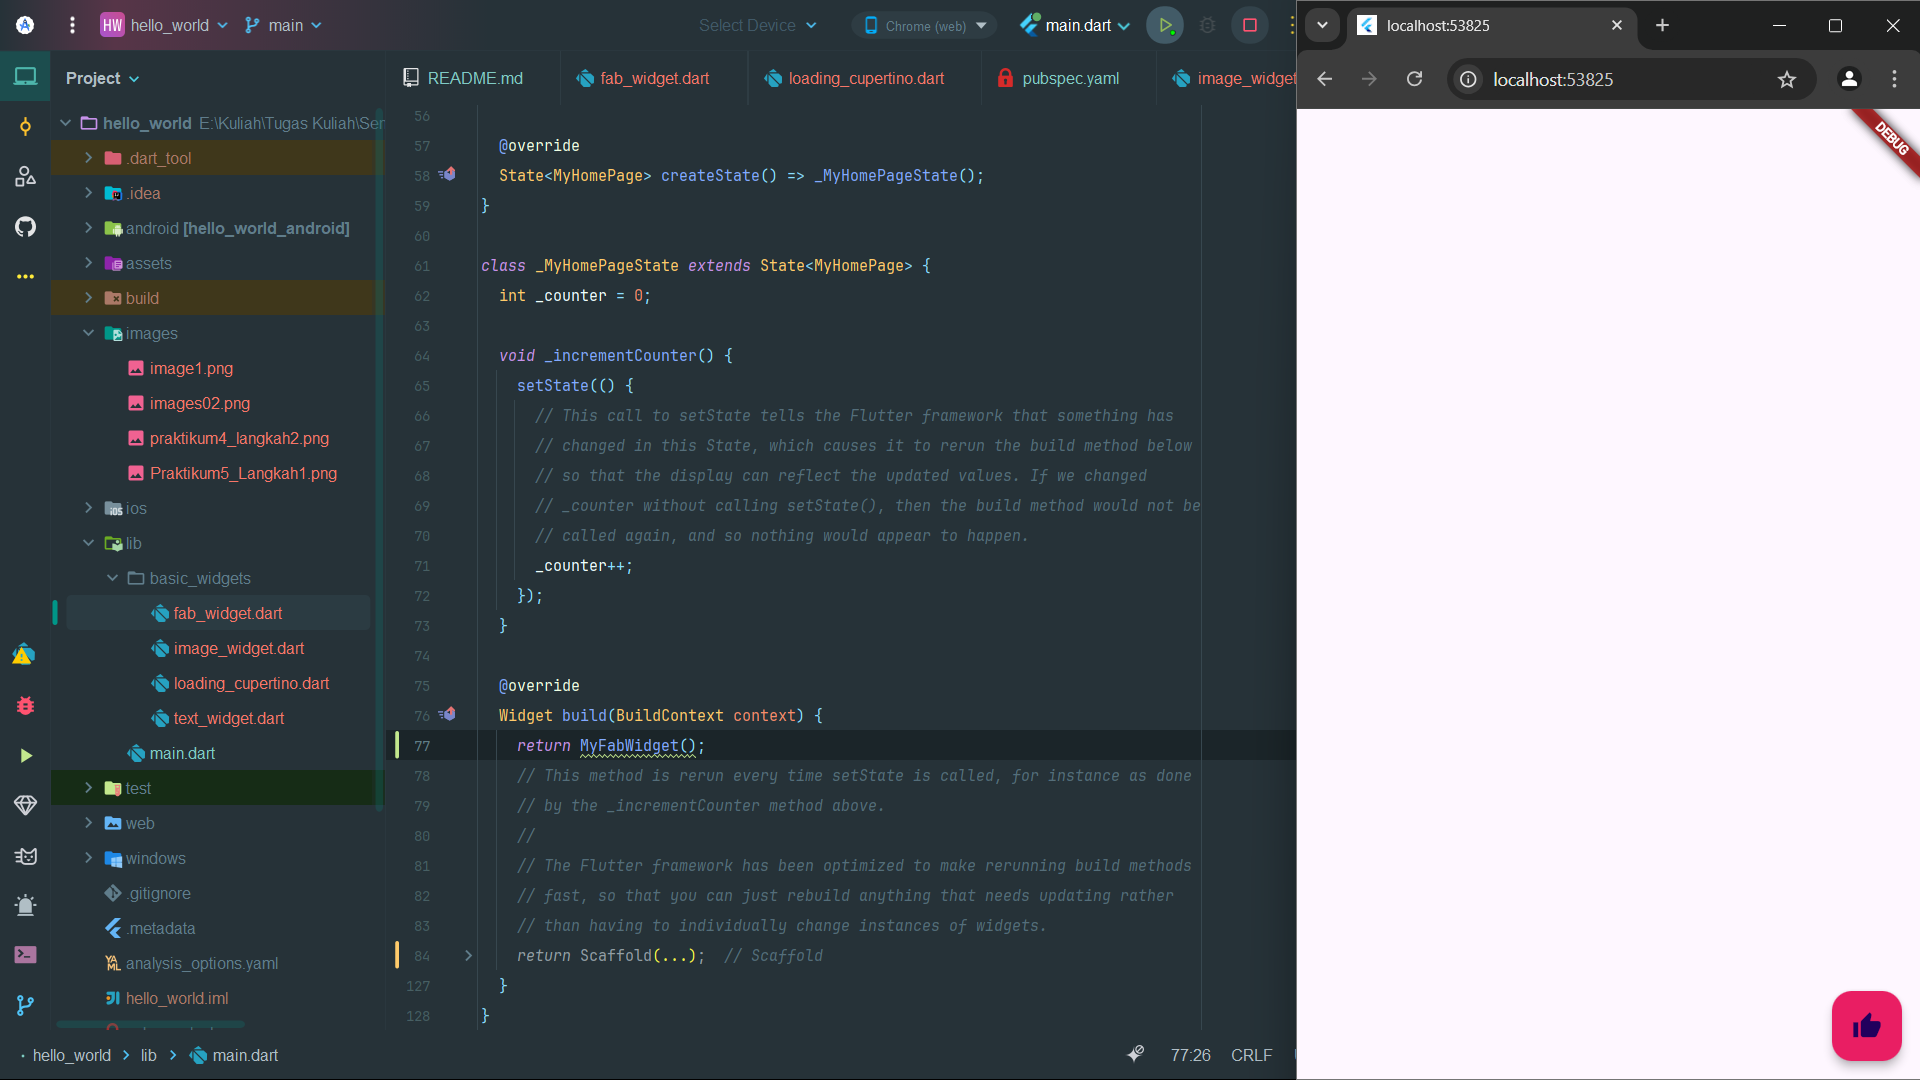 HW hello_world main Select Device Chrome (web) main.dart
Project
hello_world E:\Kuliah\Tugas Kuliah\Ser
.dart_tool
.idea
android [hello_world_android]
assets
build
images
image1.png
images02.png
praktikum4_langkah2.png
Praktikum5_Langkah1.png
ios
lib
basic_widgets
fab_widget.dart
image_widget.dart
loading_cupertino.dart
text_widget.dart
main.dart
test
web
windows
.gitignore
.metadata
analysis_options.yaml
hello_world.iml
README.md fab_widget.dart loading_cupertino.dart pubspec.yaml image_widget
56
57 @override
58 State<MyHomePage> createState() => _MyHomePageState();
59 }
60
61 class _MyHomePageState extends State<MyHomePage> {
62 int _counter = 0;
63
64 void _incrementCounter() {
65 setState(() {
66 // This call to setState tells the Flutter framework that something has
67 // changed in this State, which causes it to rerun the build method below
68 // so that the display can reflect the updated values. If we changed
69 // _counter without calling setState(), then the build method would not be
70 // called again, and so nothing would appear to happen.
71 _counter++;
72 });
73 }
74
75 @override
76 Widget build(BuildContext context) {
77 return MyFabWidget();
78 // This method is rerun every time setState is called, for instance as done
79 // by the _incrementCounter method above.
80 //
81 // The Flutter framework has been optimized to make rerunning build methods
82 // fast, so that you can just rebuild anything that needs updating rather
83 // than having to individually change instances of widgets.
84 return Scaffold(...); // Scaffold
127 }
128 }
hello_world lib main.dart 77:26 CRLF
localhost:53825
localhost:53825
DEBUG